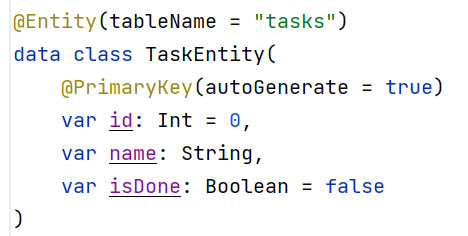 @Entity(tableName = "tasks")
data class TaskEntity(
    @PrimaryKey(autoGenerate = true)
    var id: Int = 0,
    var name: String,
    var isDone: Boolean = false
)